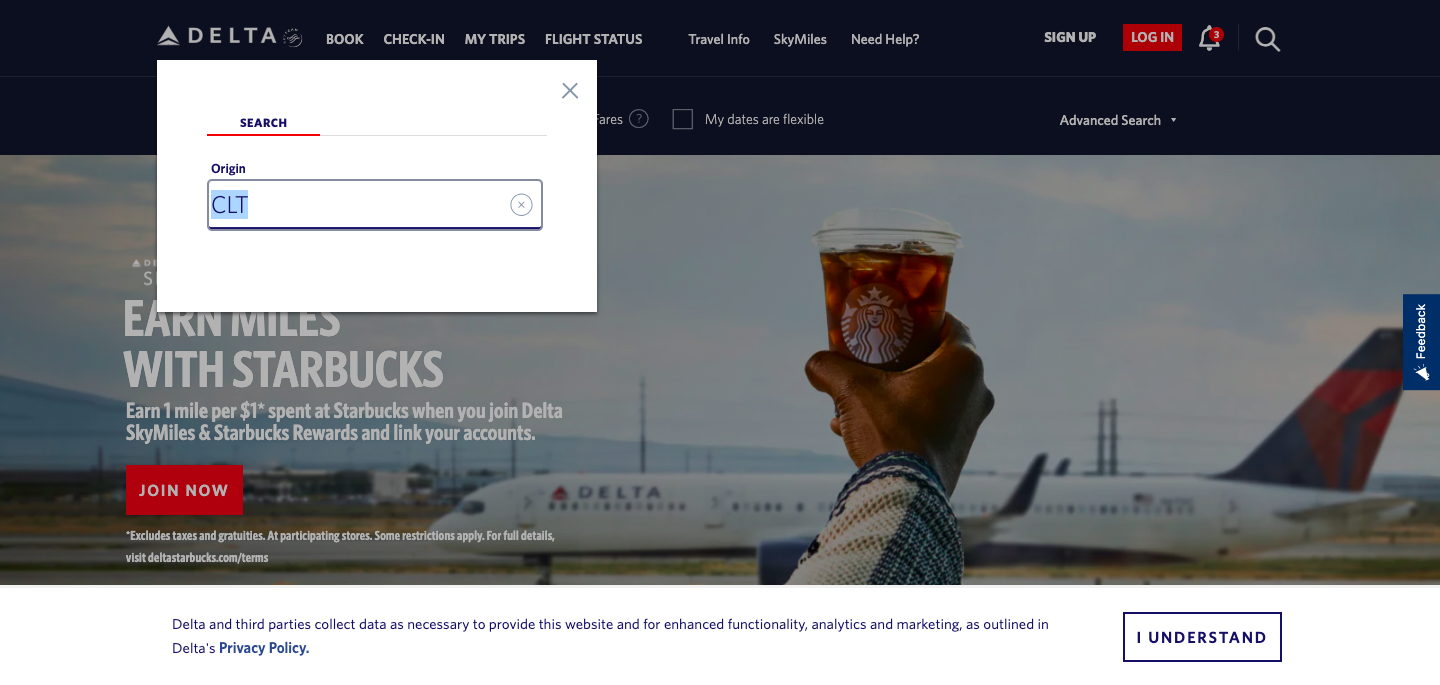 DELTA
BOOK
CHECK-IN
MY TRIPS
FLIGHT STATUS
Travel Info
SkyMiles
Need Help?
SIGN UP
LOG IN
3
Fares
?
My dates are flexible
Advanced Search
SEARCH
Origin
CLT
EARN MILES
WITH STARBUCKS
Earn 1 mile per $1* spent at Starbucks when you join Delta
SkyMiles & Starbucks Rewards and link your accounts.
JOIN NOW
*Excludes taxes and gratuities. At participating stores. Some restrictions apply. For full details,
visit deltastarbucks.com/terms
DELTA
Feedback
Delta and third parties collect data as necessary to provide this website and for enhanced functionality, analytics and marketing, as outlined in
Delta's Privacy Policy.
I UNDERSTAND